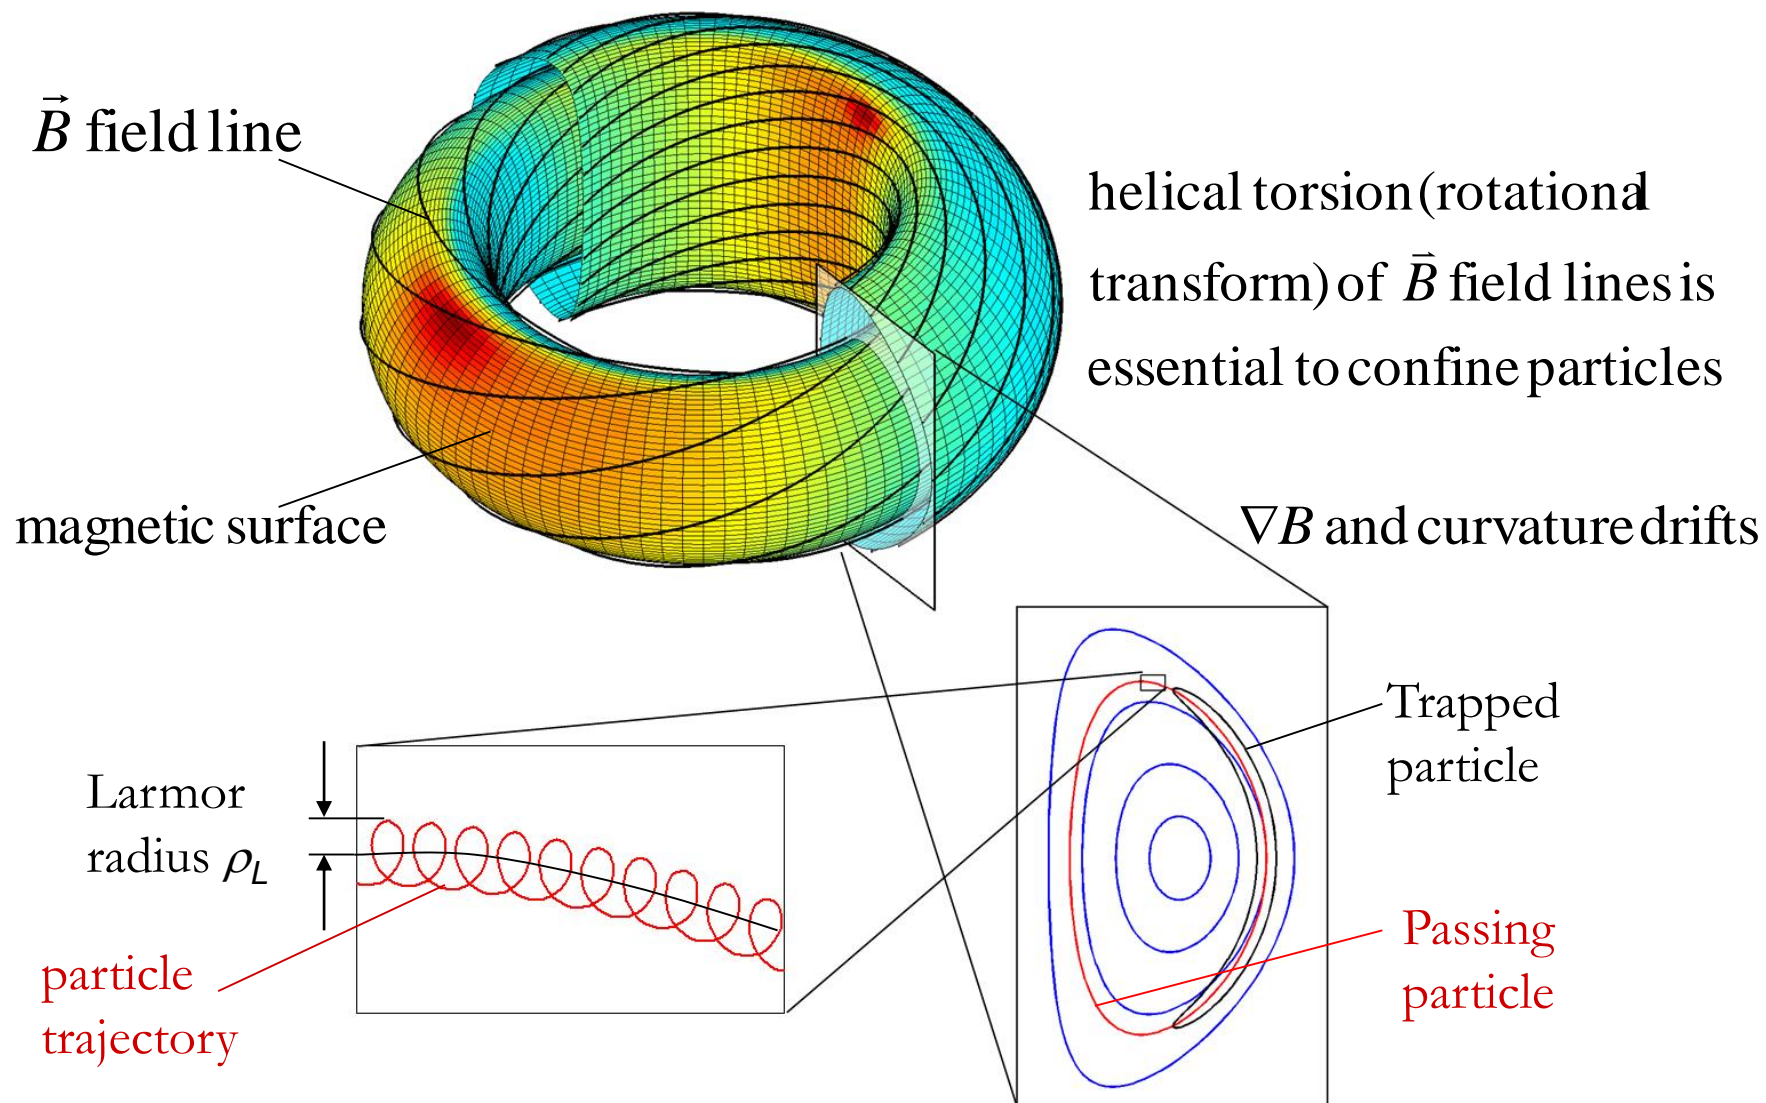 B⃗ field line
helical torsion (rotational
transform) of B⃗ field lines is
essential to confine particles
magnetic surface
∇B and curvature drifts
Trapped
particle
Larmor
radius ρL
Passing
particle
particle
trajectory